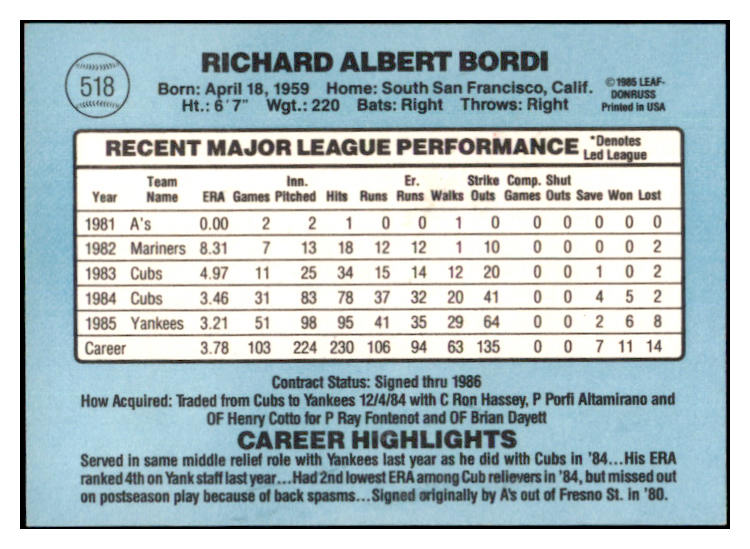 518
RICHARD ALBERT BORDI
Born: April 18, 1959 Home: South San Francisco, Calif.
Ht.: 6'7" Wgt.: 220 Bats: Right Throws: Right
©1985 LEAF-
DONRUSS
Printed in USA
RECENT MAJOR LEAGUE PERFORMANCE
*Denotes
Led League
Team Inn. Er. Strike Comp. Shut
Year Name ERA Games Pitched Hits Runs Runs Walks Outs Games Outs Save Won Lost
1981 A's 0.00 2 2 1 0 0 1 0 0 0 0 0 0
1982 Mariners 8.31 7 13 18 12 12 1 10 0 0 0 0 2
1983 Cubs 4.97 11 25 34 15 14 12 20 0 0 1 0 2
1984 Cubs 3.46 31 83 78 37 32 20 41 0 0 4 5 2
1985 Yankees 3.21 51 98 95 41 35 29 64 0 0 2 6 8
Career 3.78 103 224 230 106 94 63 135 0 0 7 11 14
Contract Status: Signed thru 1986
How Acquired: Traded from Cubs to Yankees 12/4/84 with C Ron Hassey, P Porfi Altamirano and
OF Henry Cotto for P Ray Fontenot and OF Brian Dayett
CAREER HIGHLIGHTS
Served in same middle relief role with Yankees last year as he did with Cubs in '84...His ERA
ranked 4th on Yank staff last year...Had 2nd lowest ERA among Cub relievers in '84, but missed out
on postseason play because of back spasms...Signed originally by A's out of Fresno St. in '80.